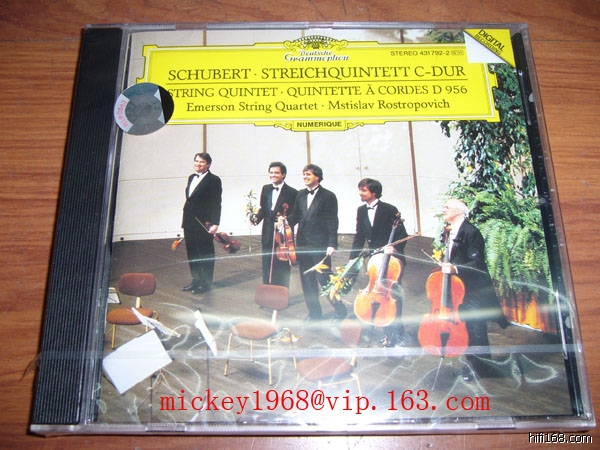 Deutsche
Grammophon
STEREO 431 792-2
DIGITAL
SCHUBERT · STREICHQUINTETT C-DUR
STRING QUINTET · QUINTETTE À CORDES D 956
Emerson String Quartet · Mstislav Rostropovich
NUMERIQUE
mickey1968@vip.163.com
hifi168.com